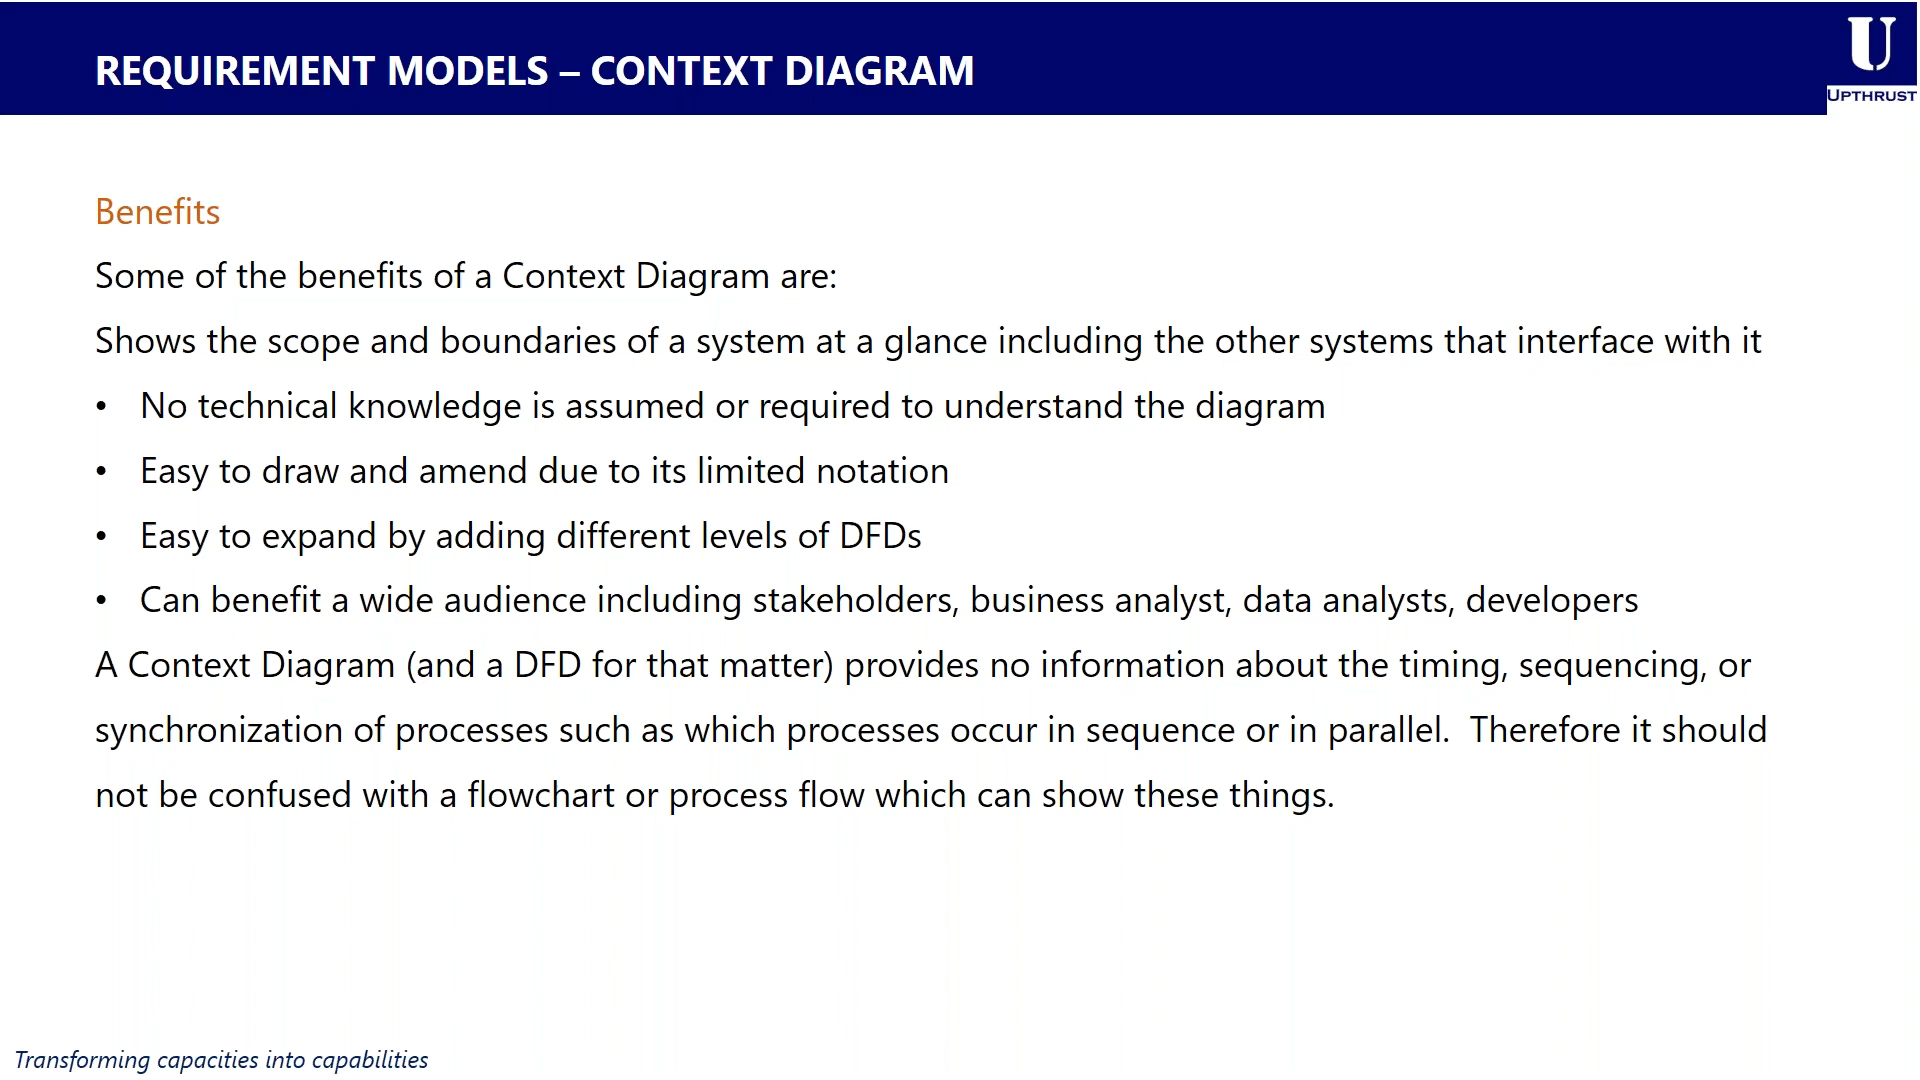 REQUIREMENT MODELS – CONTEXT DIAGRAM
U
UPTHRUST
Benefits
Some of the benefits of a Context Diagram are:
Shows the scope and boundaries of a system at a glance including the other systems that interface with it
• No technical knowledge is assumed or required to understand the diagram
• Easy to draw and amend due to its limited notation
• Easy to expand by adding different levels of DFDs
• Can benefit a wide audience including stakeholders, business analyst, data analysts, developers
A Context Diagram (and a DFD for that matter) provides no information about the timing, sequencing, or
synchronization of processes such as which processes occur in sequence or in parallel.  Therefore it should
not be confused with a flowchart or process flow which can show these things.
Transforming capacities into capabilities